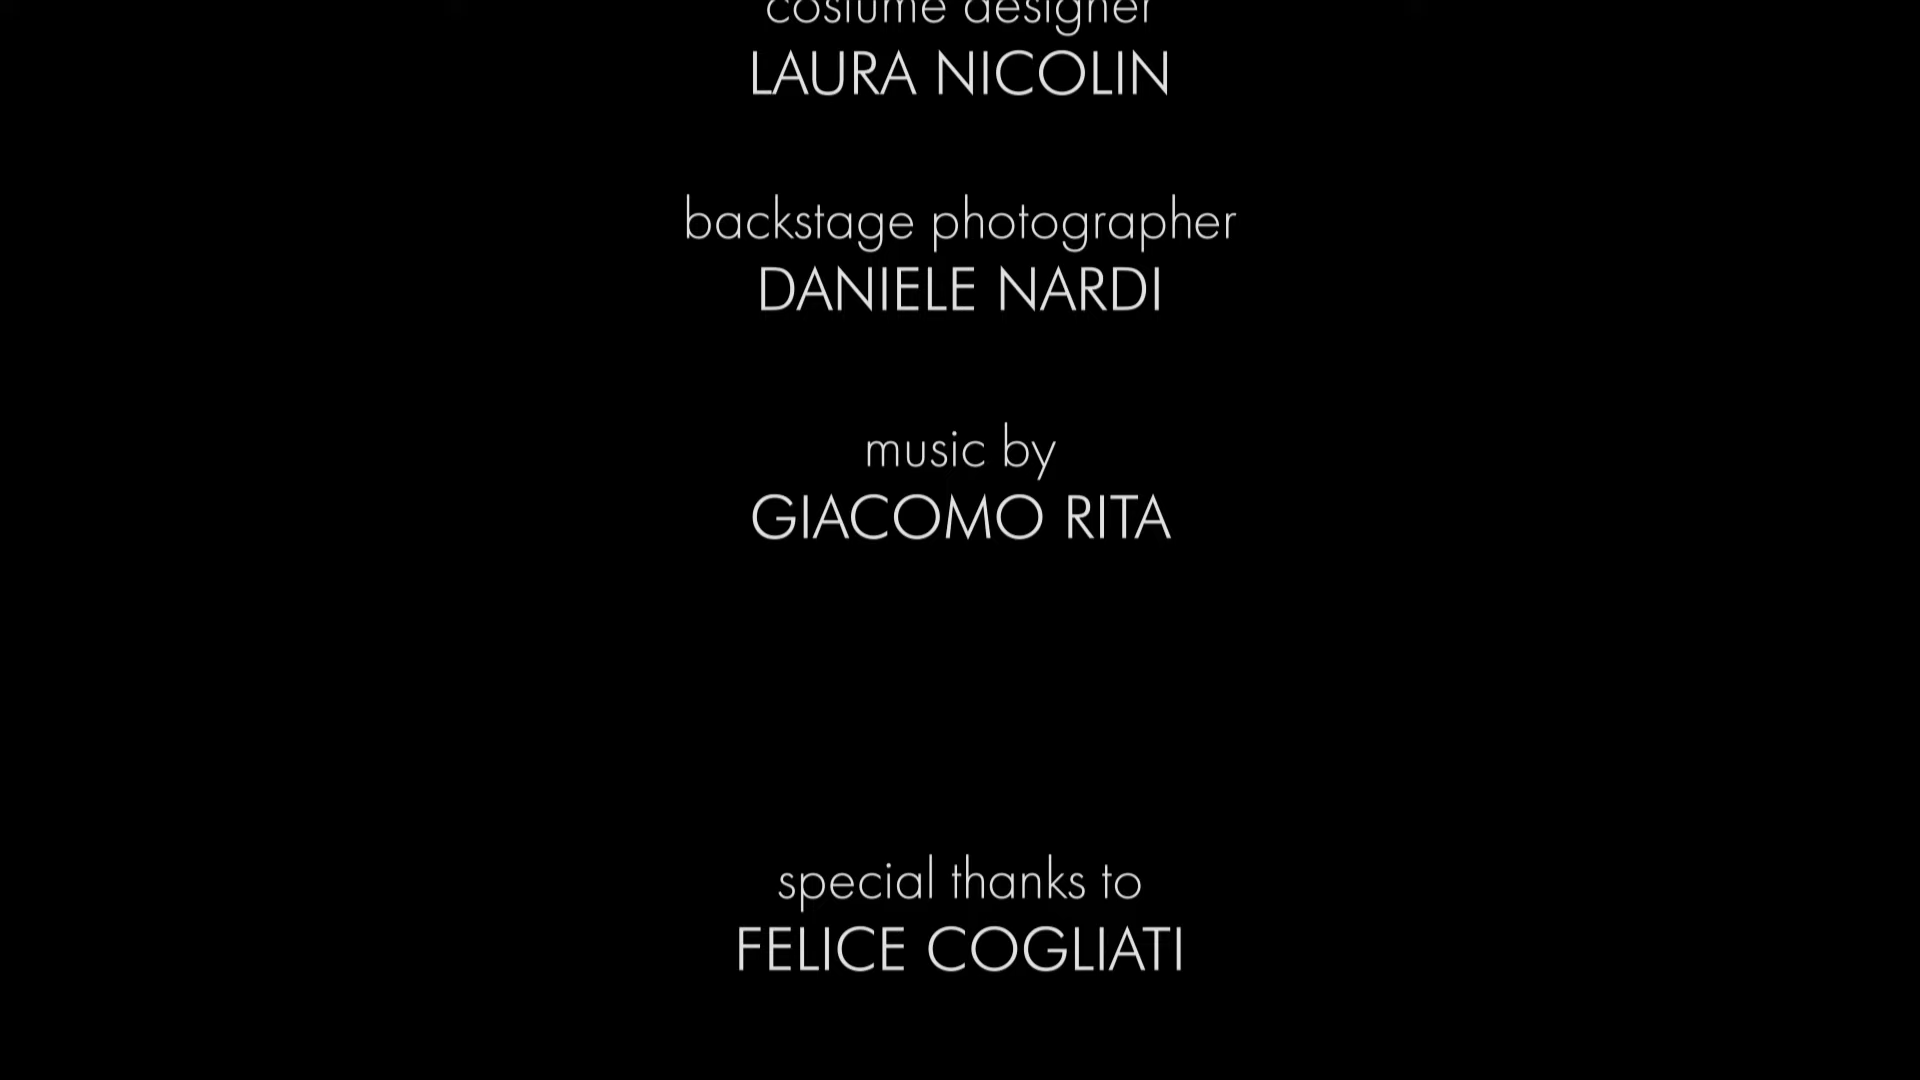 costume designer
LAURA NICOLIN
backstage photographer
DANIELE NARDI
music by
GIACOMO RITA
special thanks to
FELICE COGLIATI